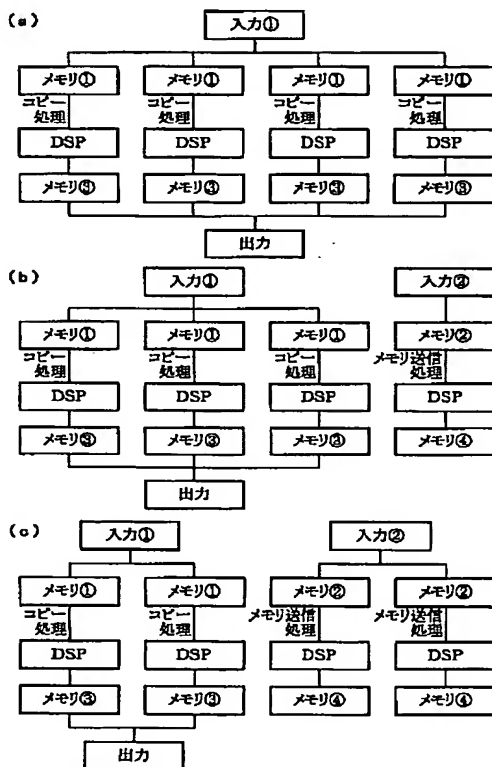 (a)
入力①
メモリ① メモリ① メモリ① メモリ①
コピー コピー コピー コピー
処理 処理 処理 処理
DSP DSP DSP DSP
メモリ③ メモリ③ メモリ③ メモリ③
出力
(b)
入力① 入力②
メモリ① メモリ① メモリ① メモリ②
コピー コピー コピー メモリ送信
処理 処理 処理 処理
DSP DSP DSP DSP
メモリ③ メモリ③ メモリ③ メモリ④
出力
(c)
入力① 入力②
メモリ① メモリ① メモリ② メモリ②
コピー コピー メモリ送信 メモリ送信
処理 処理 処理 処理
DSP DSP DSP DSP
メモリ③ メモリ③ メモリ④ メモリ④
出力